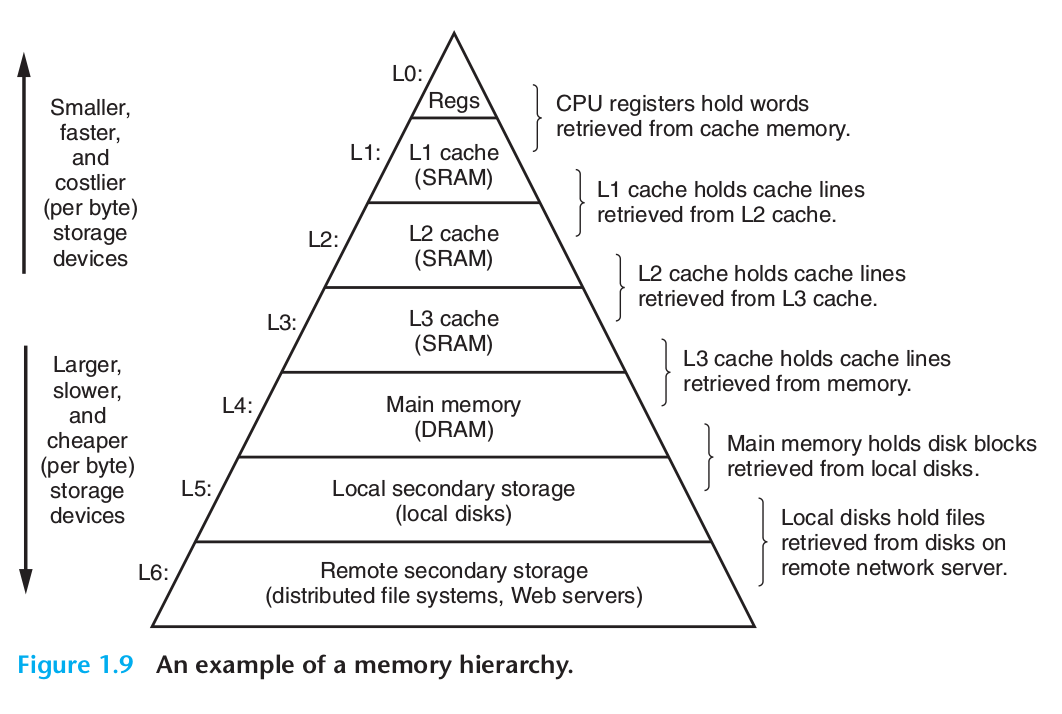 Smaller,
faster,
and
costlier
(per byte)
storage
devices
Larger,
slower,
and
cheaper
(per byte)
storage
devices
L0:
Regs
CPU registers hold words
retrieved from cache memory.
L1:
L1 cache
(SRAM)
L1 cache holds cache lines
retrieved from L2 cache.
L2:
L2 cache
(SRAM)
L2 cache holds cache lines
retrieved from L3 cache.
L3:
L3 cache
(SRAM)
L3 cache holds cache lines
retrieved from memory.
L4:
Main memory
(DRAM)
Main memory holds disk blocks
retrieved from local disks.
L5:
Local secondary storage
(local disks)
Local disks hold files
retrieved from disks on
remote network server.
L6:
Remote secondary storage
(distributed file systems, Web servers)
Figure 1.9 An example of a memory hierarchy.